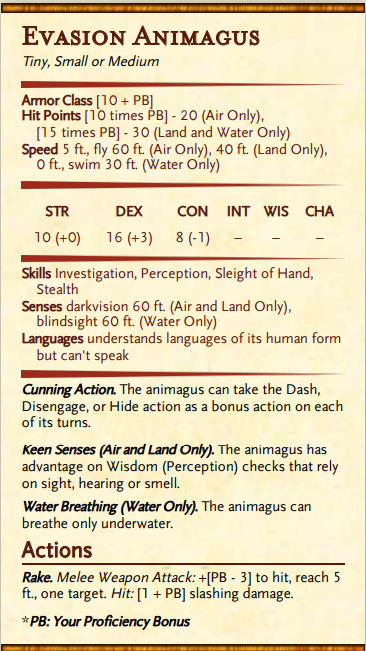 Evasion Animagus
Tiny, Small or Medium
Armor Class [10 + PB]
Hit Points [10 times PB] - 20 (Air Only),
[15 times PB] - 30 (Land and Water Only)
Speed 5 ft., fly 60 ft. (Air Only), 40 ft. (Land Only),
0 ft., swim 30 ft. (Water Only)
STR DEX CON INT WIS CHA
10 (+0) 16 (+3) 8 (-1) – – –
Skills Investigation, Perception, Sleight of Hand,
Stealth
Senses darkvision 60 ft. (Air and Land Only),
blindsight 60 ft. (Water Only)
Languages understands languages of its human form
but can't speak
Cunning Action. The animagus can take the Dash,
Disengage, or Hide action as a bonus action on each
of its turns.
Keen Senses (Air and Land Only). The animagus has
advantage on Wisdom (Perception) checks that rely
on sight, hearing or smell.
Water Breathing (Water Only). The animagus can
breathe only underwater.
Actions
Rake. Melee Weapon Attack: +[PB - 3] to hit, reach 5
ft., one target. Hit: [1 + PB] slashing damage.
*PB: Your Proficiency Bonus